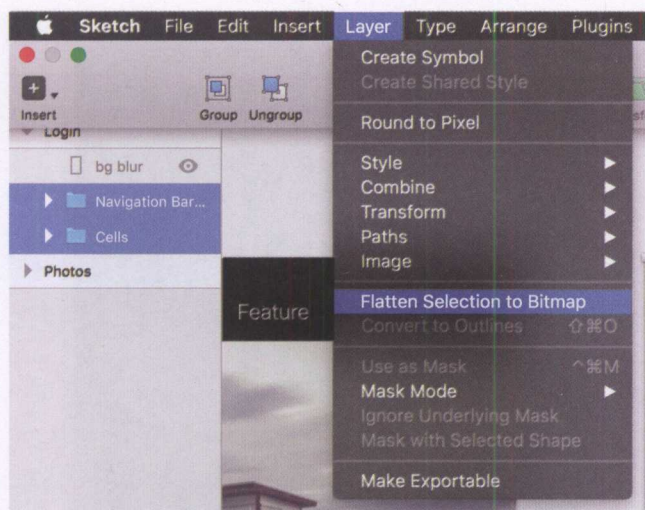 Sketch File Edit Insert Layer Type Arrange Plugins
Insert
Group Ungroup
Login
bg blur
Navigation Bar...
Cells
Photos
Feature
Create Symbol
Create Shared Style
Round to Pixel
Style
Combine
Transform
Paths
Image
Flatten Selection to Bitmap
Convert to Outlines ⇧⌘O
Use as Mask ^⌘M
Mask Mode
Ignore Underlying Mask
Mask with Selected Shape
Make Exportable